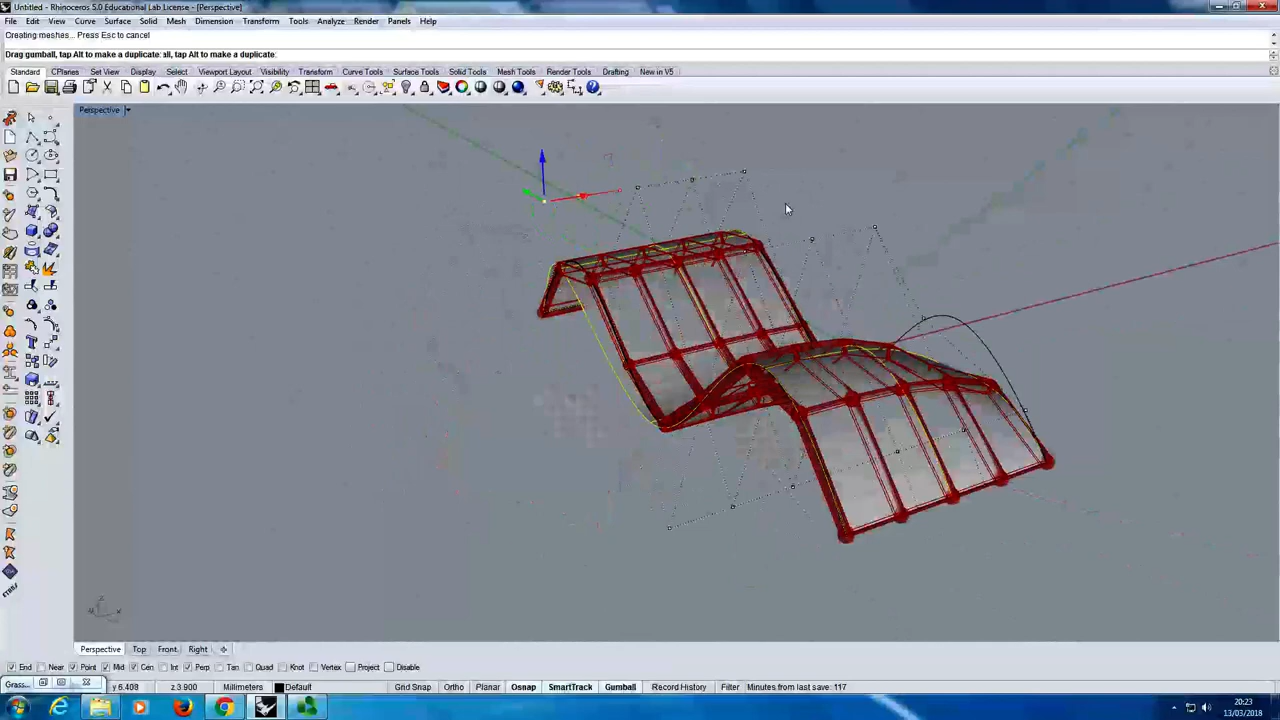 Untitled - Rhinoceros 5.0 Educational Lab License - [Perspective]
File Edit View Curve Surface Solid Mesh Dimension Transform Tools Analyze Render Panels Help
Creating meshes... Press Esc to cancel
Drag gumball, tap Alt to make a duplicate: all, tap Alt to make a duplicate:
Standard CPlanes Set View Display Select Viewport Layout Visibility Transform Curve Tools Surface Tools Solid Tools Mesh Tools Render Tools Drafting New in V5
Perspective
Perspective Top Front Right
End Near Point Mid Cen Int Perp Tan Quad Knot Vertex Project Disable
Grass...
y 6.408 z 3.900 Millimeters Default Grid Snap Ortho Planar Osnap SmartTrack Gumball Record History Filter Minutes from last save: 117
20:23
13/03/2018